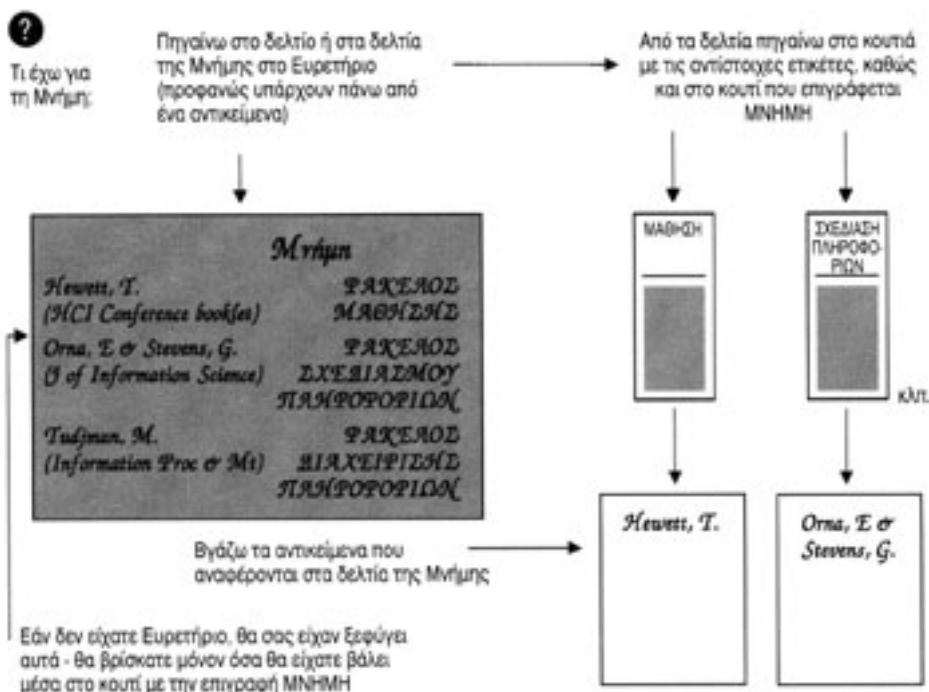 ?
Τι έχω για
τη Μνήμη;
Πηγαίνω στο δελτίο ή στα δελτία
της Μνήμης στο Ευρετήριο
(προφανώς υπάρχουν πάνω από
ένα αντικείμενα)
Από τα δελτία πηγαίνω στα κουτιά
με τις αντίστοιχες ετικέτες, καθώς
και στο κουτί που επιγράφεται
ΜΝΗΜΗ
Μνήμη
Hewett, T. ΦΑΚΕΛΟΣ
(HCI Conference booklet) ΜΑΘΗΣΗΣ
Orna, E & Stevens, G. ΦΑΚΕΛΟΣ
(J of Information Science) ΣΧΕΔΙΑΣΜΟΥ
ΠΛΗΡΟΦΟΡΙΩΝ
Tudjman, M. ΦΑΚΕΛΟΣ
(Information Proc & Mt) ΔΙΑΧΕΙΡΙΣΗΣ
ΠΛΗΡΟΦΟΡΙΩΝ
ΜΑΘΗΣΗ
ΣΧΕΔΙΑΣΗ
ΠΛΗΡΟΦΟ-
ΡΙΩΝ
κλπ.
Βγάζω τα αντικείμενα που
αναφέρονται στα δελτία της Μνήμης
Hewett, T.
Orna, E &
Stevens, G.
Εάν δεν είχατε Ευρετήριο, θα σας είχαν ξεφύγει
αυτά - θα βρίσκατε μόνον όσα θα είχατε βάλει
μέσα στο κουτί με την επιγραφή ΜΝΗΜΗ